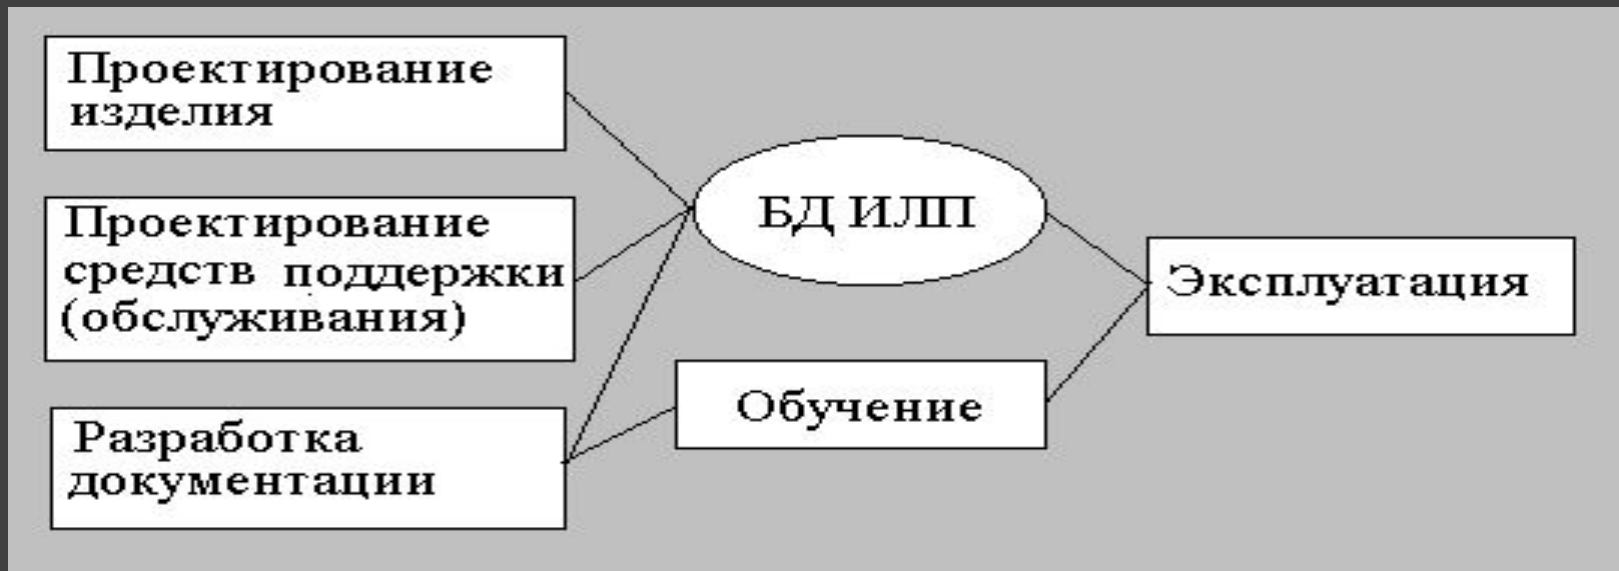 Проектирование
изделия
Проектирование
средств поддержки
(обслуживания)
Разработка
документации
БД ИЛП
Обучение
Эксплуатация